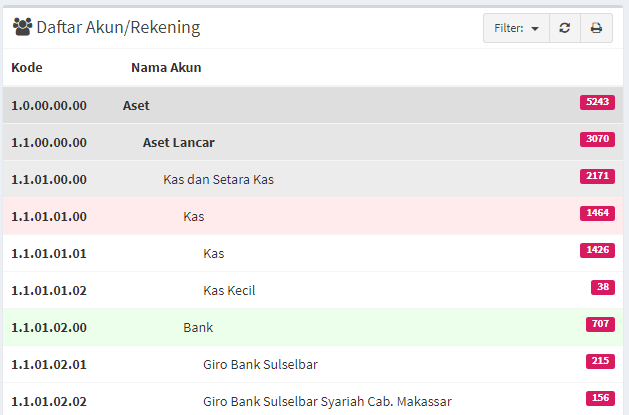 Daftar Akun/Rekening Filter:
Kode Nama Akun
1.0.00.00.00 Aset 5243
1.1.00.00.00 Aset Lancar 3070
1.1.01.00.00 Kas dan Setara Kas 2171
1.1.01.01.00 Kas 1464
1.1.01.01.01 Kas 1426
1.1.01.01.02 Kas Kecil 38
1.1.01.02.00 Bank 707
1.1.01.02.01 Giro Bank Sulselbar 215
1.1.01.02.02 Giro Bank Sulselbar Syariah Cab. Makassar 156